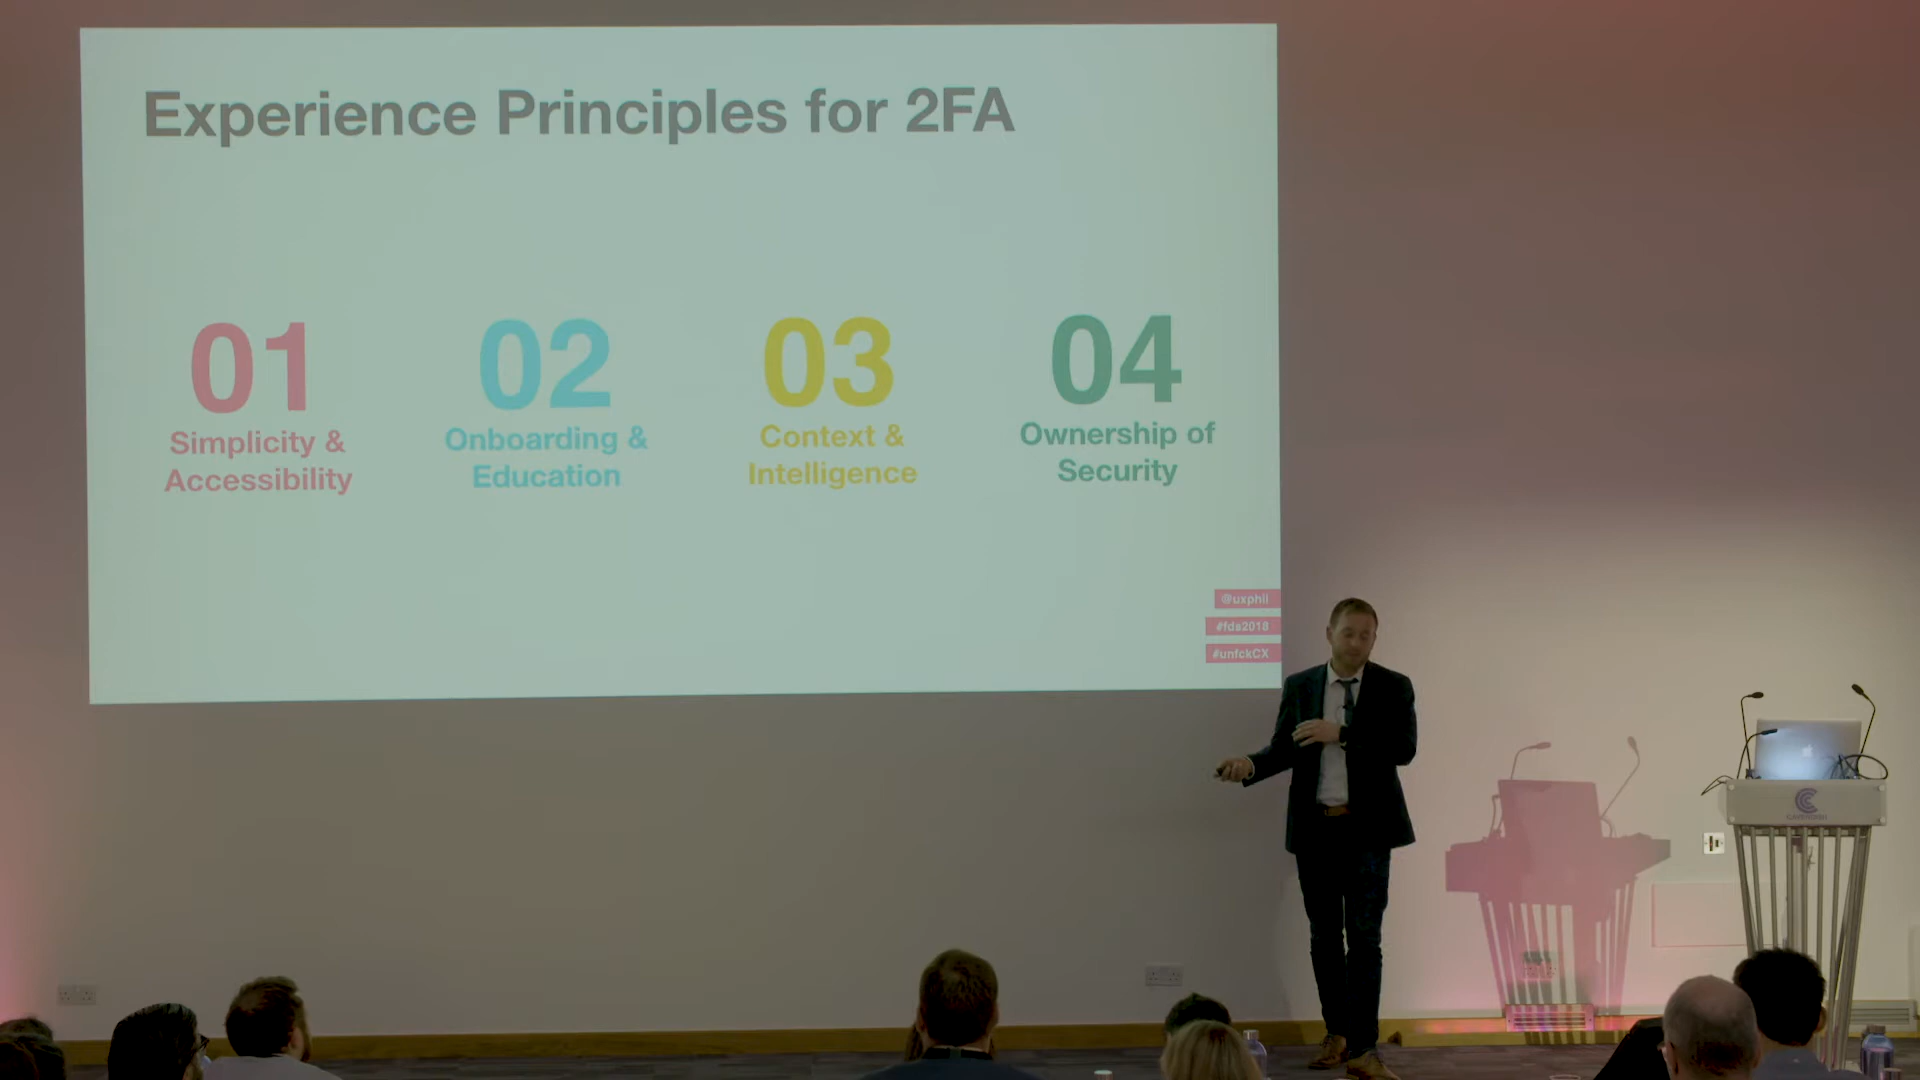 Experience Principles for 2FA
01
Simplicity &
Accessibility
02
Onboarding &
Education
03
Context &
Intelligence
04
Ownership of
Security
@uxphil
#fds2018
#unfckCX